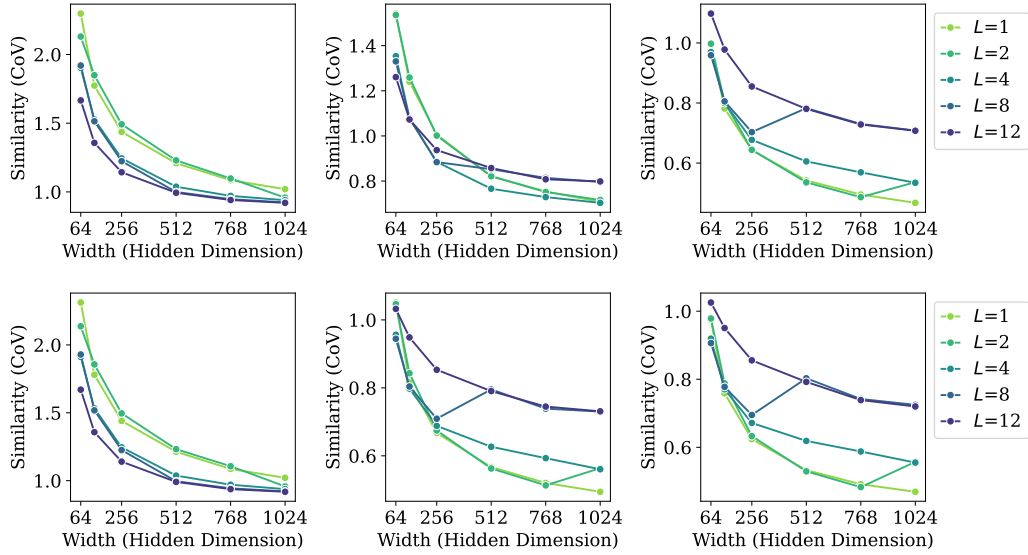 Similarity (CoV)
2.0
1.5
1.0
64 256 512 768 1024
Width (Hidden Dimension)
Similarity (CoV)
1.4
1.2
1.0
0.8
64 256 512 768 1024
Width (Hidden Dimension)
Similarity (CoV)
1.0
0.8
0.6
64 256 512 768 1024
Width (Hidden Dimension)
L=1
L=2
L=4
L=8
L=12
Similarity (CoV)
2.0
1.5
1.0
64 256 512 768 1024
Width (Hidden Dimension)
Similarity (CoV)
1.0
0.8
0.6
64 256 512 768 1024
Width (Hidden Dimension)
Similarity (CoV)
1.0
0.8
0.6
64 256 512 768 1024
Width (Hidden Dimension)
L=1
L=2
L=4
L=8
L=12